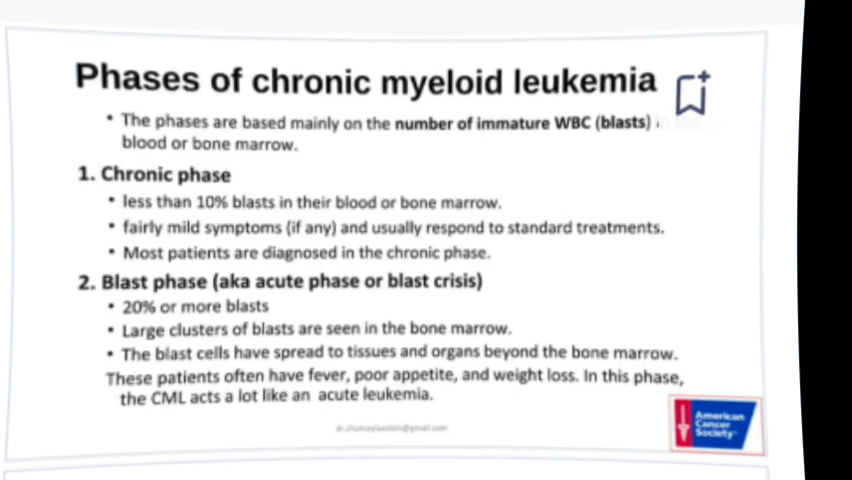 Phases of chronic myeloid leukemia
• The phases are based mainly on the number of immature WBC (blasts)
blood or bone marrow.
1. Chronic phase
• less than 10% blasts in their blood or bone marrow.
• fairly mild symptoms (if any) and usually respond to standard treatments.
• Most patients are diagnosed in the chronic phase.
2. Blast phase (aka acute phase or blast crisis)
• 20% or more blasts
• Large clusters of blasts are seen in the bone marrow.
• The blast cells have spread to tissues and organs beyond the bone marrow.
These patients often have fever, poor appetite, and weight loss. In this phase,
the CML acts a lot like an acute leukemia.
American
Cancer
Society